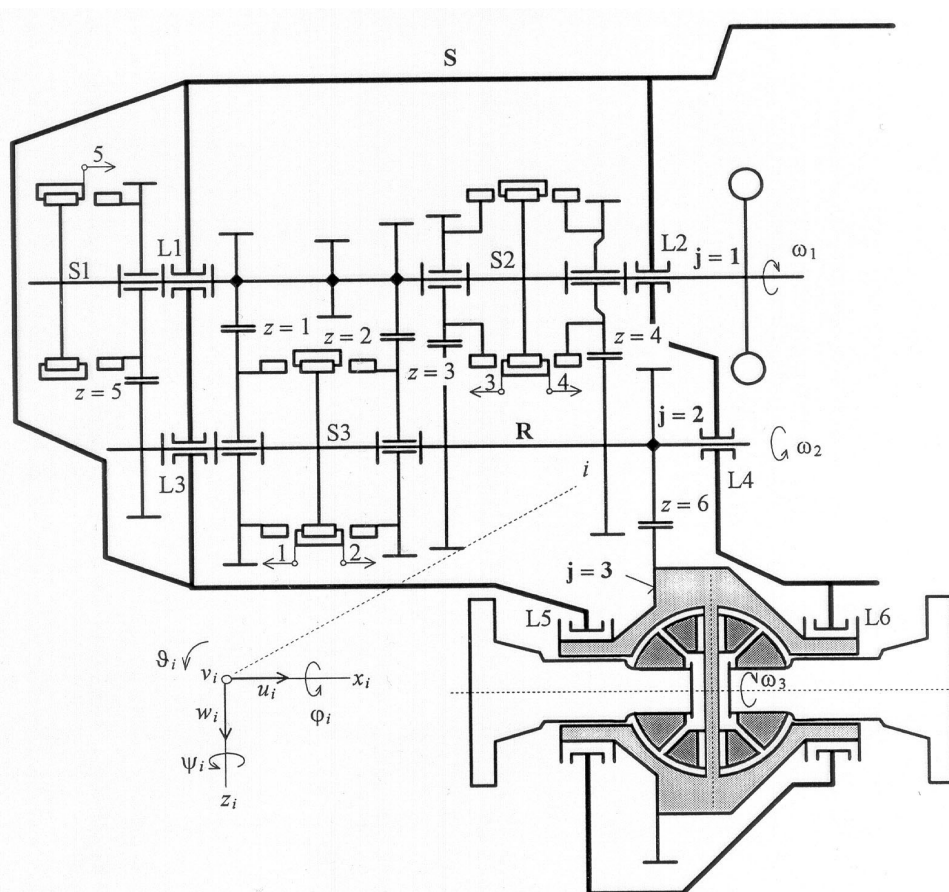 S
5
S1
L1
S2
L2
j = 1
ω₁
z = 1
z = 2
z = 3
z = 4
z = 5
3
4
S3
R
j = 2
ω₂
L3
i
L4
z = 6
1
2
j = 3
L5
L6
ϑᵢ
vᵢ
uᵢ
xᵢ
ω₃
wᵢ
φᵢ
ψᵢ
zᵢ